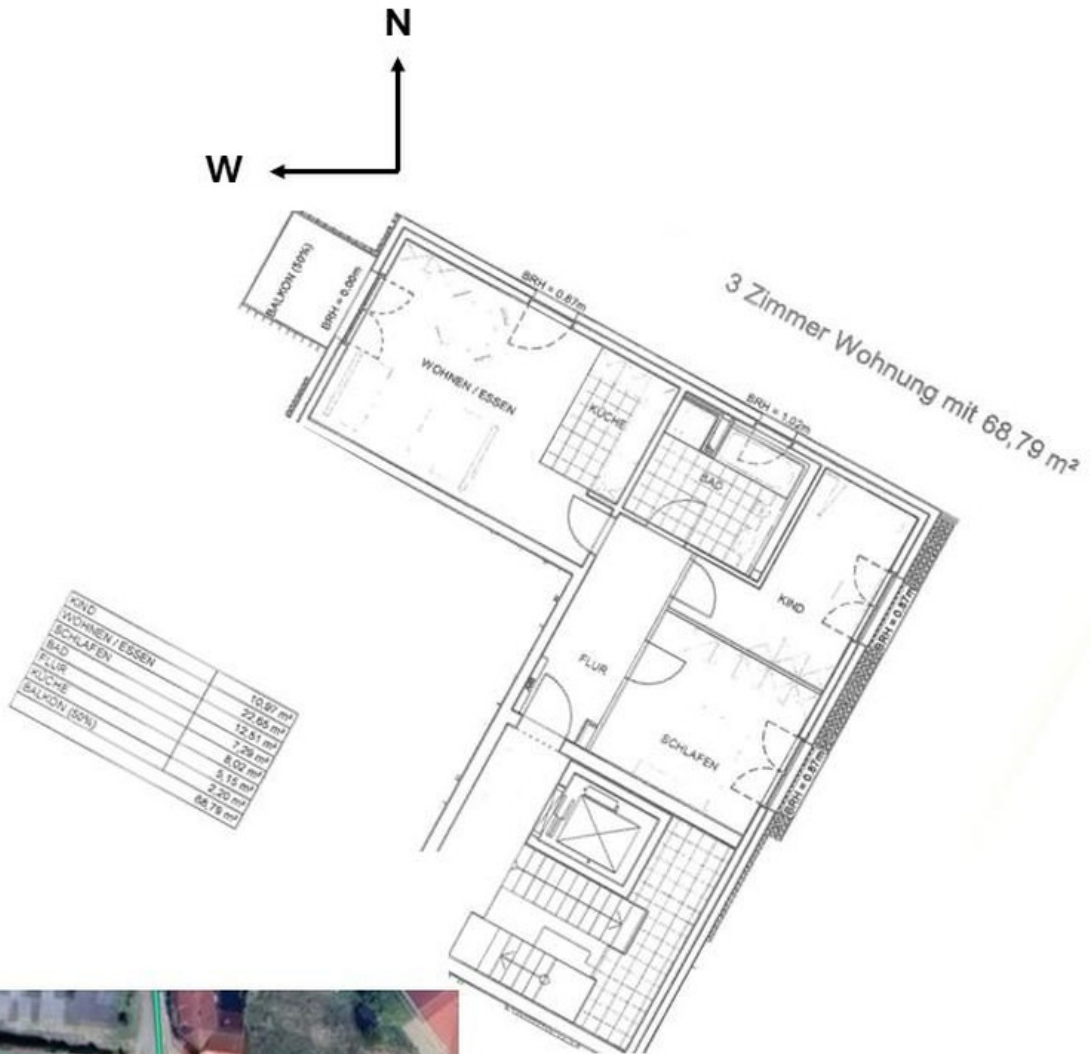 N
W
3 Zimmer Wohnung mit 68,79 m²
BALKON (50%)
BRH = 0.00m
BRH = 0.87m
WOHNEN / ESSEN
KÜCHE
BRH = 1.02m
BAD
KIND
BRH = 0.87m
FLUR
SCHLAFEN
BRH = 0.87m
KIND 10,97 m²
WOHNEN / ESSEN 22,65 m²
SCHLAFEN 12,51 m²
BAD 7,29 m²
FLUR 8,02 m²
KÜCHE 5,15 m²
BALKON (50%) 2,20 m²
68,79 m²